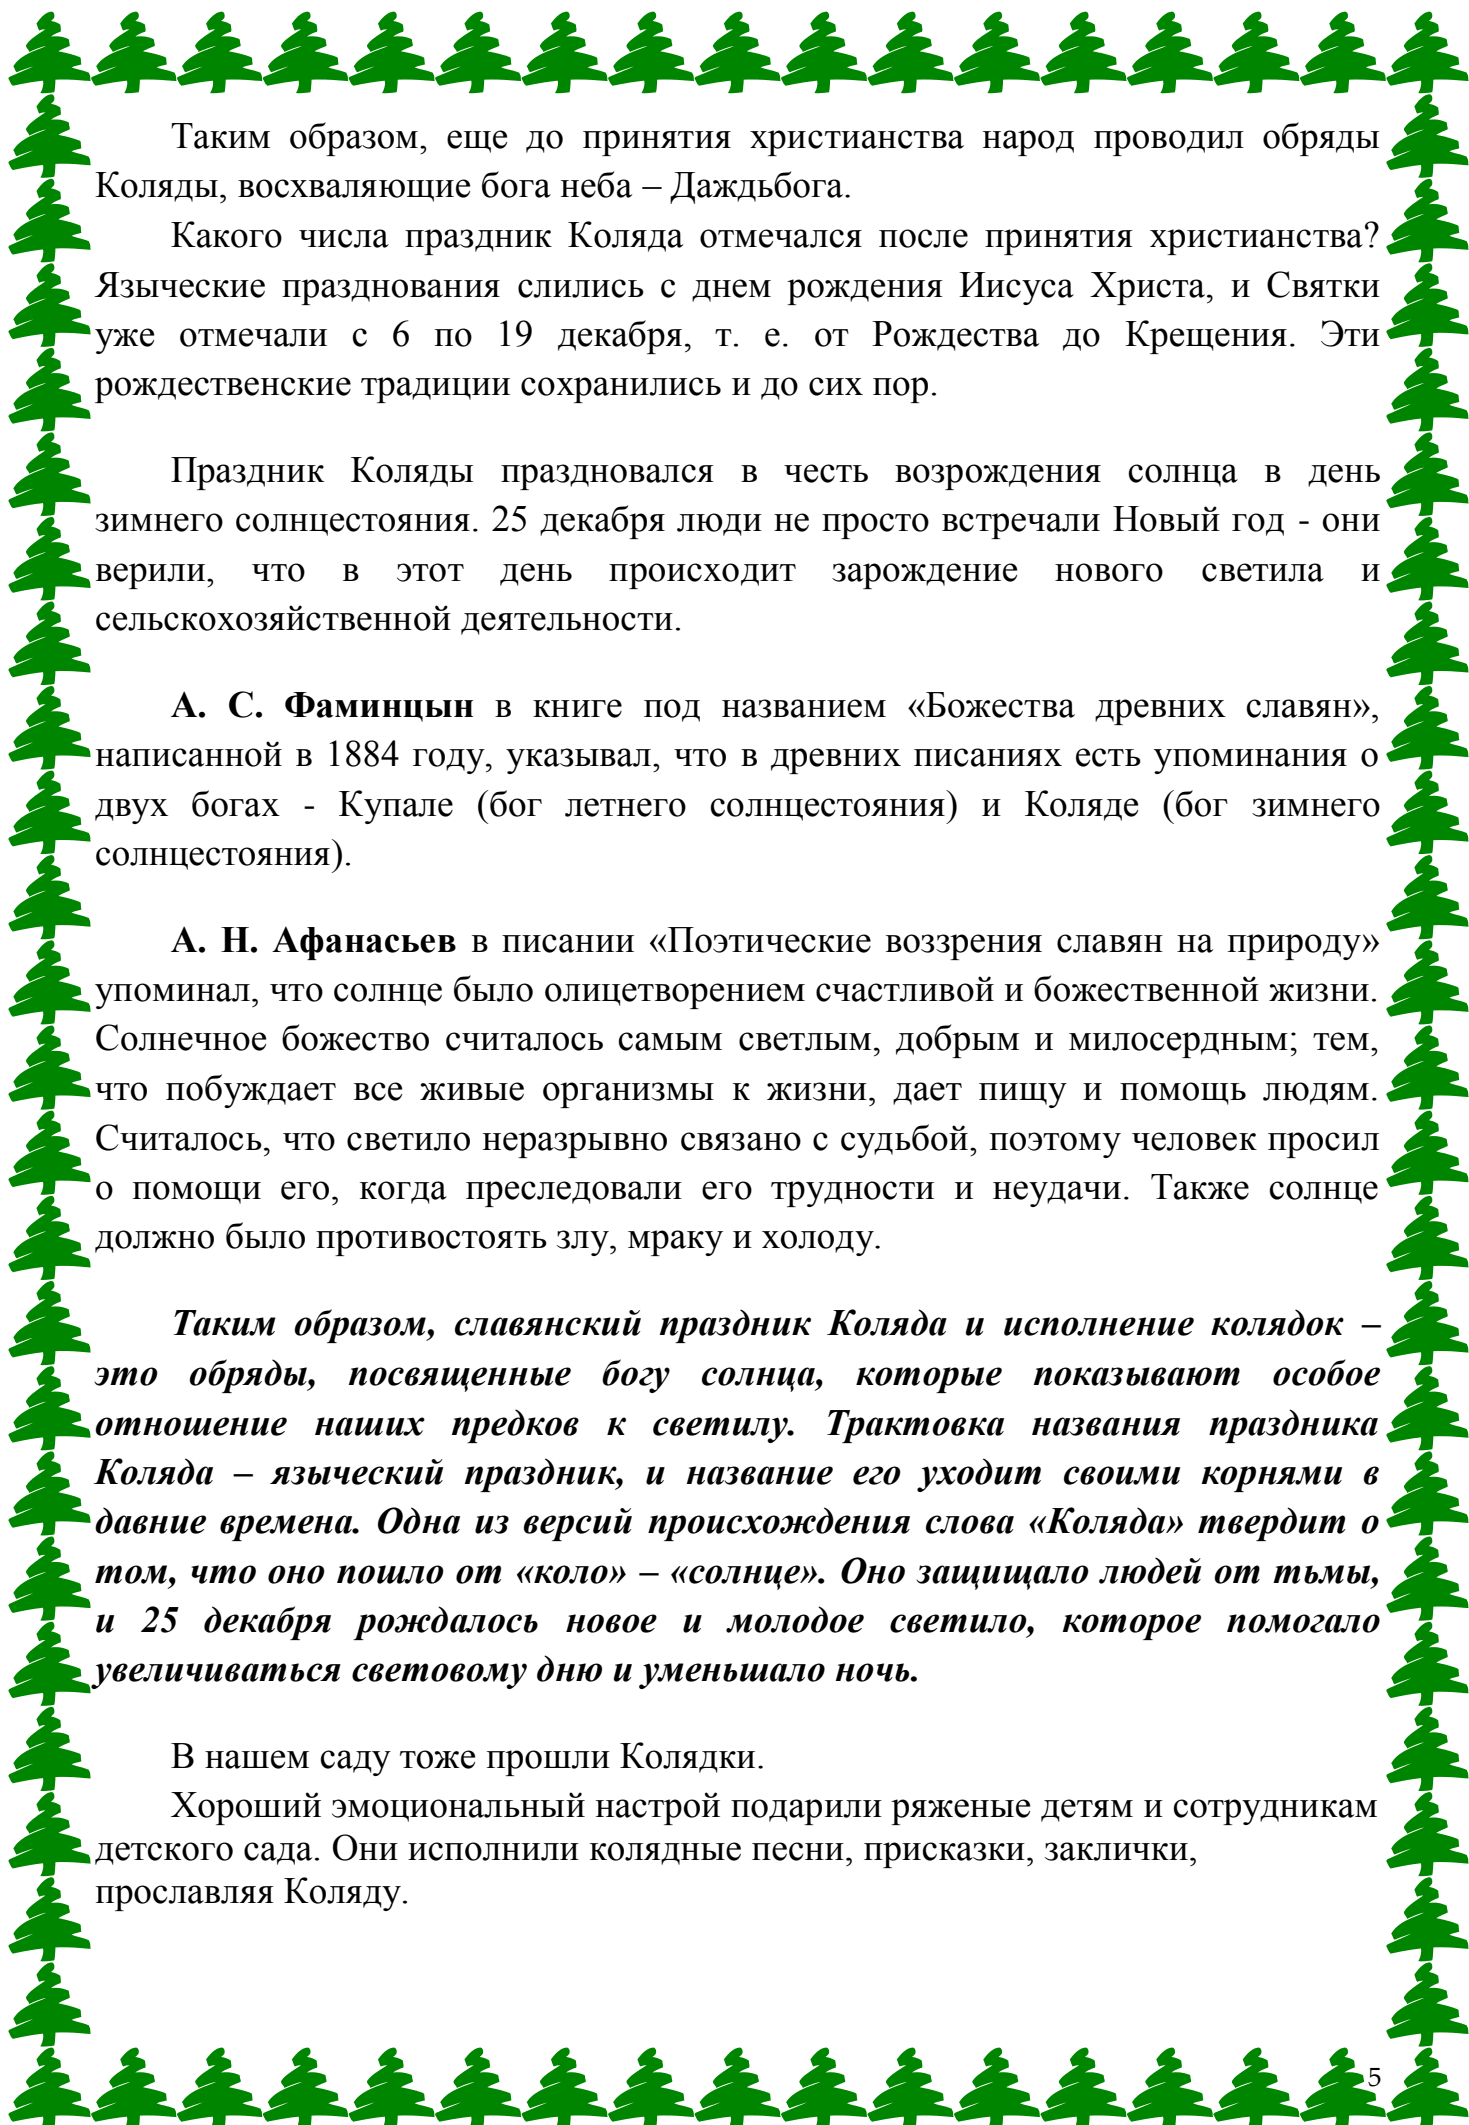 Таким образом, еще до принятия христианства народ проводил обряды
Коляды, восхваляющие бога неба – Даждьбога.
Какого числа праздник Коляда отмечался после принятия христианства?
Языческие празднования слились с днем рождения Иисуса Христа, и Святки
уже отмечали с 6 по 19 декабря, т. е. от Рождества до Крещения. Эти
рождественские традиции сохранились и до сих пор.
Праздник Коляды праздновался в честь возрождения солнца в день
зимнего солнцестояния. 25 декабря люди не просто встречали Новый год - они
верили, что в этот день происходит зарождение нового светила и
сельскохозяйственной деятельности.
А. С. Фаминцын в книге под названием «Божества древних славян»,
написанной в 1884 году, указывал, что в древних писаниях есть упоминания о
двух богах - Купале (бог летнего солнцестояния) и Коляде (бог зимнего
солнцестояния).
А. Н. Афанасьев в писании «Поэтические воззрения славян на природу»
упоминал, что солнце было олицетворением счастливой и божественной жизни.
Солнечное божество считалось самым светлым, добрым и милосердным; тем,
что побуждает все живые организмы к жизни, дает пищу и помощь людям.
Считалось, что светило неразрывно связано с судьбой, поэтому человек просил
о помощи его, когда преследовали его трудности и неудачи. Также солнце
должно было противостоять злу, мраку и холоду.
Таким образом, славянский праздник Коляда и исполнение колядок –
это обряды, посвященные богу солнца, которые показывают особое
отношение наших предков к светилу. Трактовка названия праздника
Коляда – языческий праздник, и название его уходит своими корнями в
давние времена. Одна из версий происхождения слова «Коляда» твердит о
том, что оно пошло от «коло» – «солнце». Оно защищало людей от тьмы,
и 25 декабря рождалось новое и молодое светило, которое помогало
увеличиваться световому дню и уменьшало ночь.
В нашем саду тоже прошли Колядки.
Хороший эмоциональный настрой подарили ряженые детям и сотрудникам
детского сада. Они исполнили колядные песни, присказки, заклички,
прославляя Коляду.
5